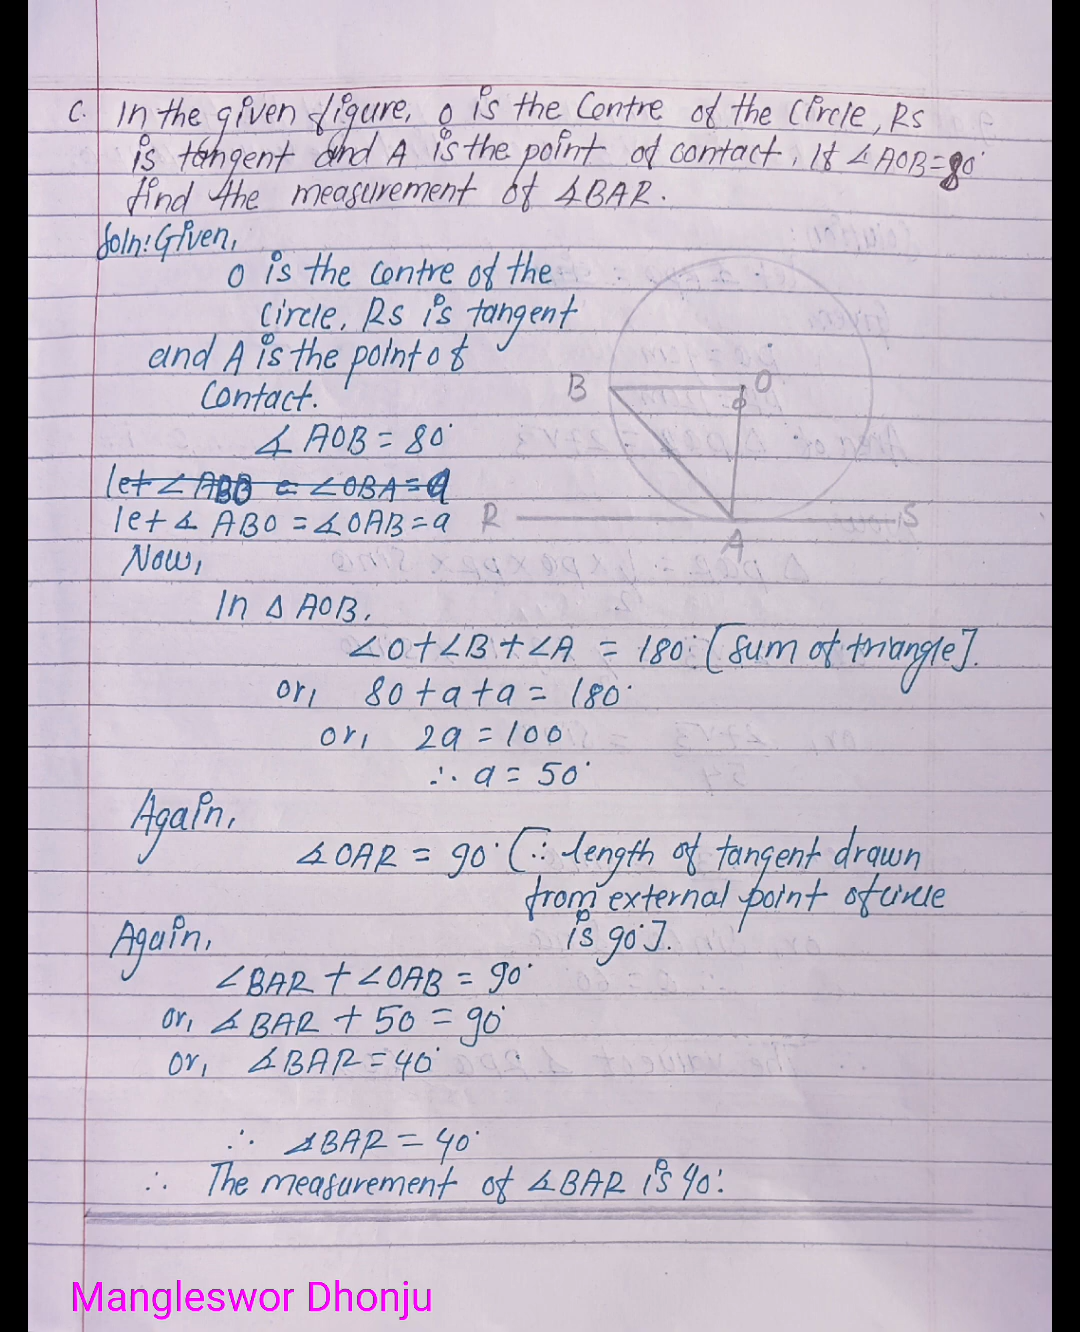 C. In the given figure, O is the Centre of the Circle, RS
is tangent and A is the point of contact, If ∡AOB=80°
find the measurement of ∡BAR.
Soln: Given,
O is the centre of the
Circle, RS is tangent
and A is the point of
Contact.
∡ AOB = 80°
let ∡ ABO = ∡OAB = a
Now,
In △ AOB,
∠O+∠B+∠A = 180° [sum of triangle].
or, 80+a+a = 180°
or, 2a = 100
∴ a = 50°
B
O
R
S
A
Again,
∡OAR = 90° [∵ length of tangent drawn
from external point of circle
is 90°].
Again,
∠BAR + ∠OAB = 90°
or, ∡BAR + 50 = 90°
or, ∡BAR = 40°
∴ ∡BAR = 40°
∴ The measurement of ∡BAR is 40°.
Mangleswor Dhonju